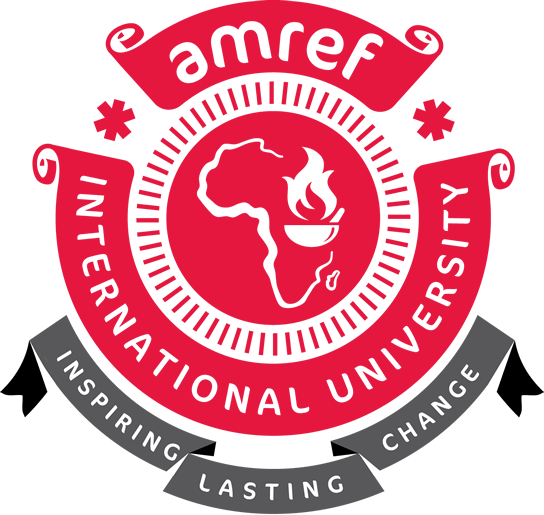 amref
INTERNATIONAL UNIVERSITY
INSPIRING
LASTING
CHANGE